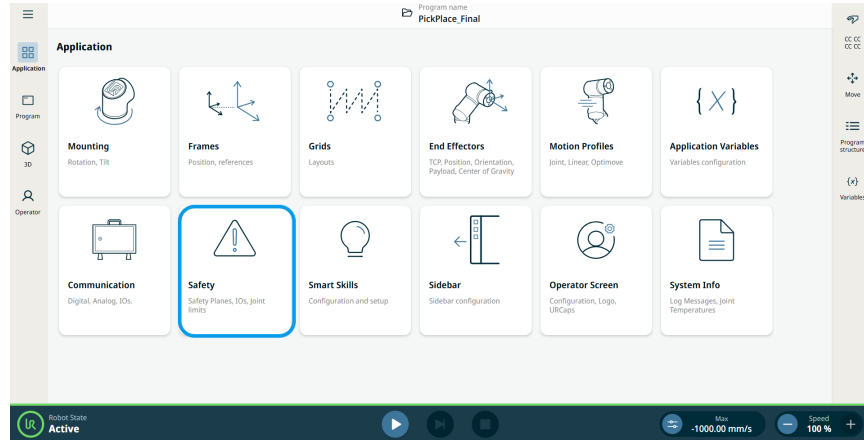 Program name
PickPlace_Final
Application
Application
Program
3D
Operator
Mounting
Rotation, Tilt
Frames
Position, references
Grids
Layouts
End Effectors
TCP, Position, Orientation,
Payload, Center of Gravity
Motion Profiles
Joint, Linear, Optimove
{X}
Application Variables
Variables configuration
Communication
Digital, Analog, IOs.
Safety
Safety Planes, IOs, Joint
limits
Smart Skills
Configuration and setup
Sidebar
Sidebar configuration
Operator Screen
Configuration, Logo,
URCaps
System Info
Log Messages, Joint
Temperatures
CC CC
CC CC
Move
Program
structure
{x}
Variables
UR
Robot State
Active
Max
-1000.00 mm/s
Speed
100 %